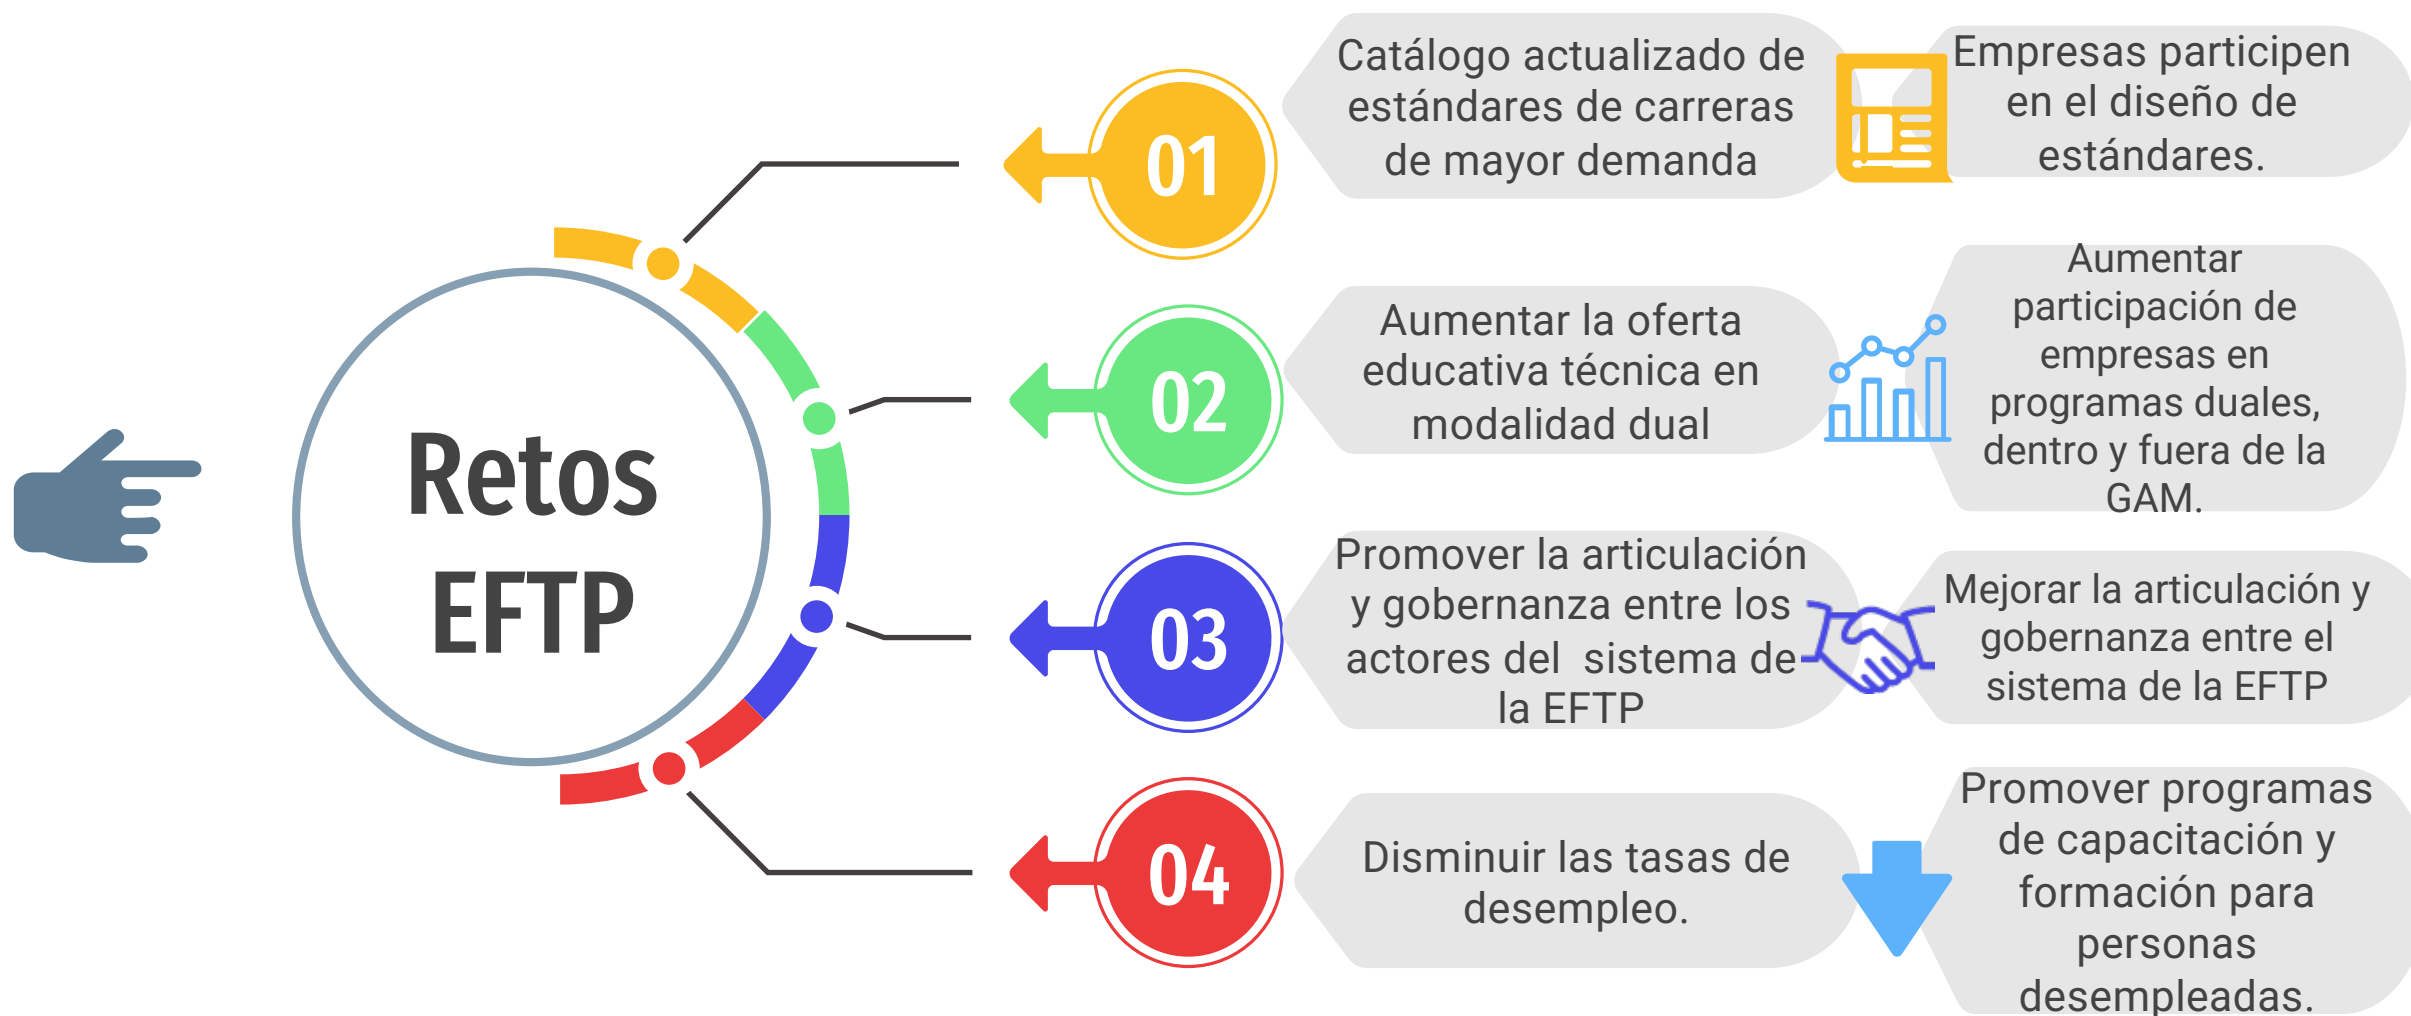 Retos
EFTP
01
Catálogo actualizado de
estándares de carreras
de mayor demanda
Empresas participen
en el diseño de
estándares.
02
Aumentar la oferta
educativa técnica en
modalidad dual
Aumentar
participación de
empresas en
programas duales,
dentro y fuera de la
GAM.
03
Promover la articulación
y gobernanza entre los
actores del  sistema de
la EFTP
Mejorar la articulación y
gobernanza entre el
sistema de la EFTP
04
Disminuir las tasas de
desempleo.
Promover programas
de capacitación y
formación para
personas
desempleadas.